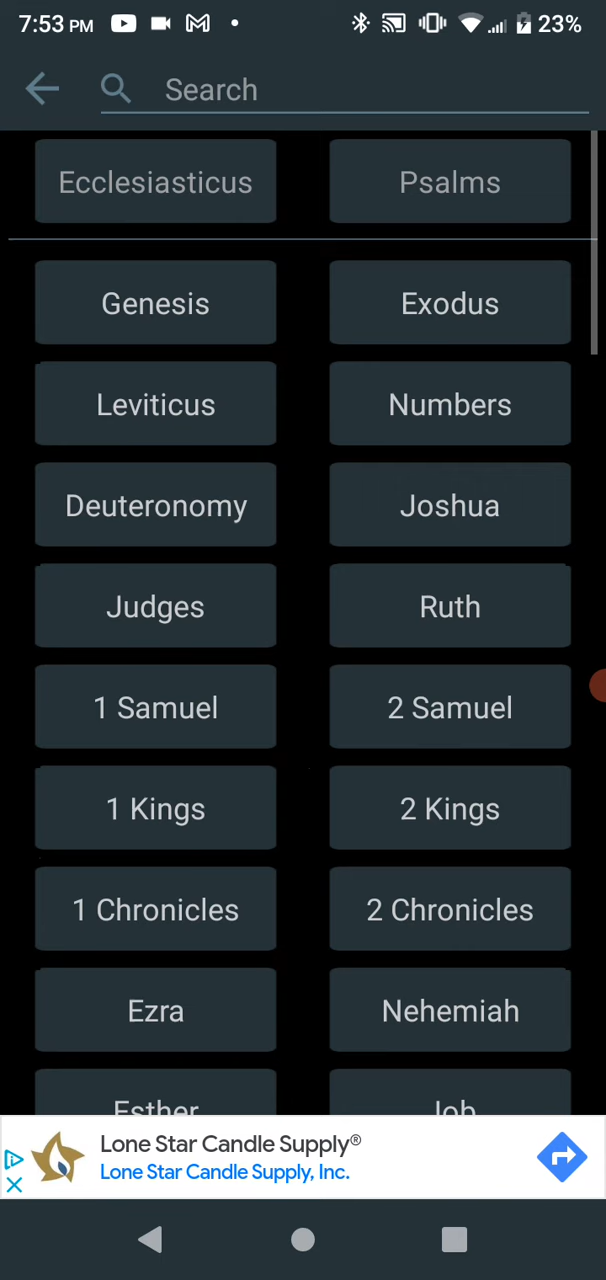 7:53 PM 23%
Search
Ecclesiasticus Psalms
Genesis Exodus
Leviticus Numbers
Deuteronomy Joshua
Judges Ruth
1 Samuel 2 Samuel
1 Kings 2 Kings
1 Chronicles 2 Chronicles
Ezra Nehemiah
Esther Job
Lone Star Candle Supply®
Lone Star Candle Supply, Inc.